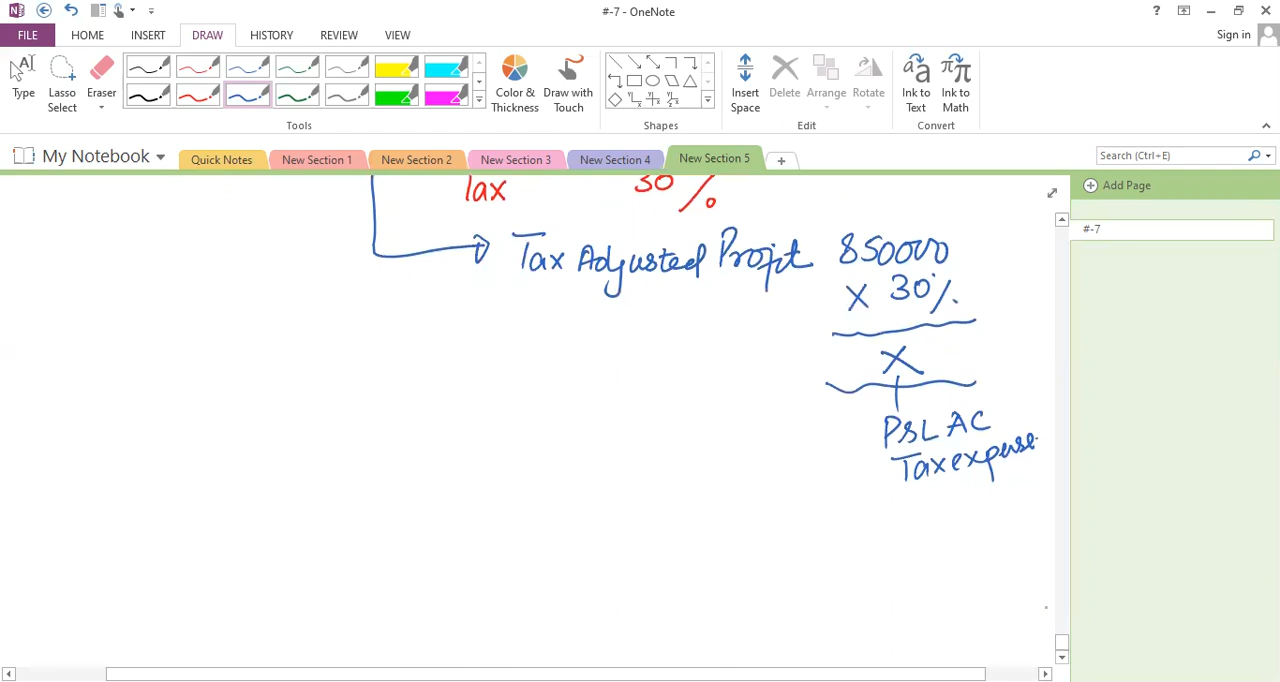 #-7 - OneNote
Sign in
FILE HOME INSERT DRAW HISTORY REVIEW VIEW
Type Lasso Select Eraser Color & Thickness Draw with Touch Insert Space Delete Arrange Rotate Ink to Text Ink to Math
Tools Shapes Edit Convert
My Notebook Quick Notes New Section 1 New Section 2 New Section 3 New Section 4 New Section 5
Search (Ctrl+E)
Add Page
#-7
Tax 30%
Tax Adjusted Profit 850000
X 30%
X
P&L AC
Tax expense